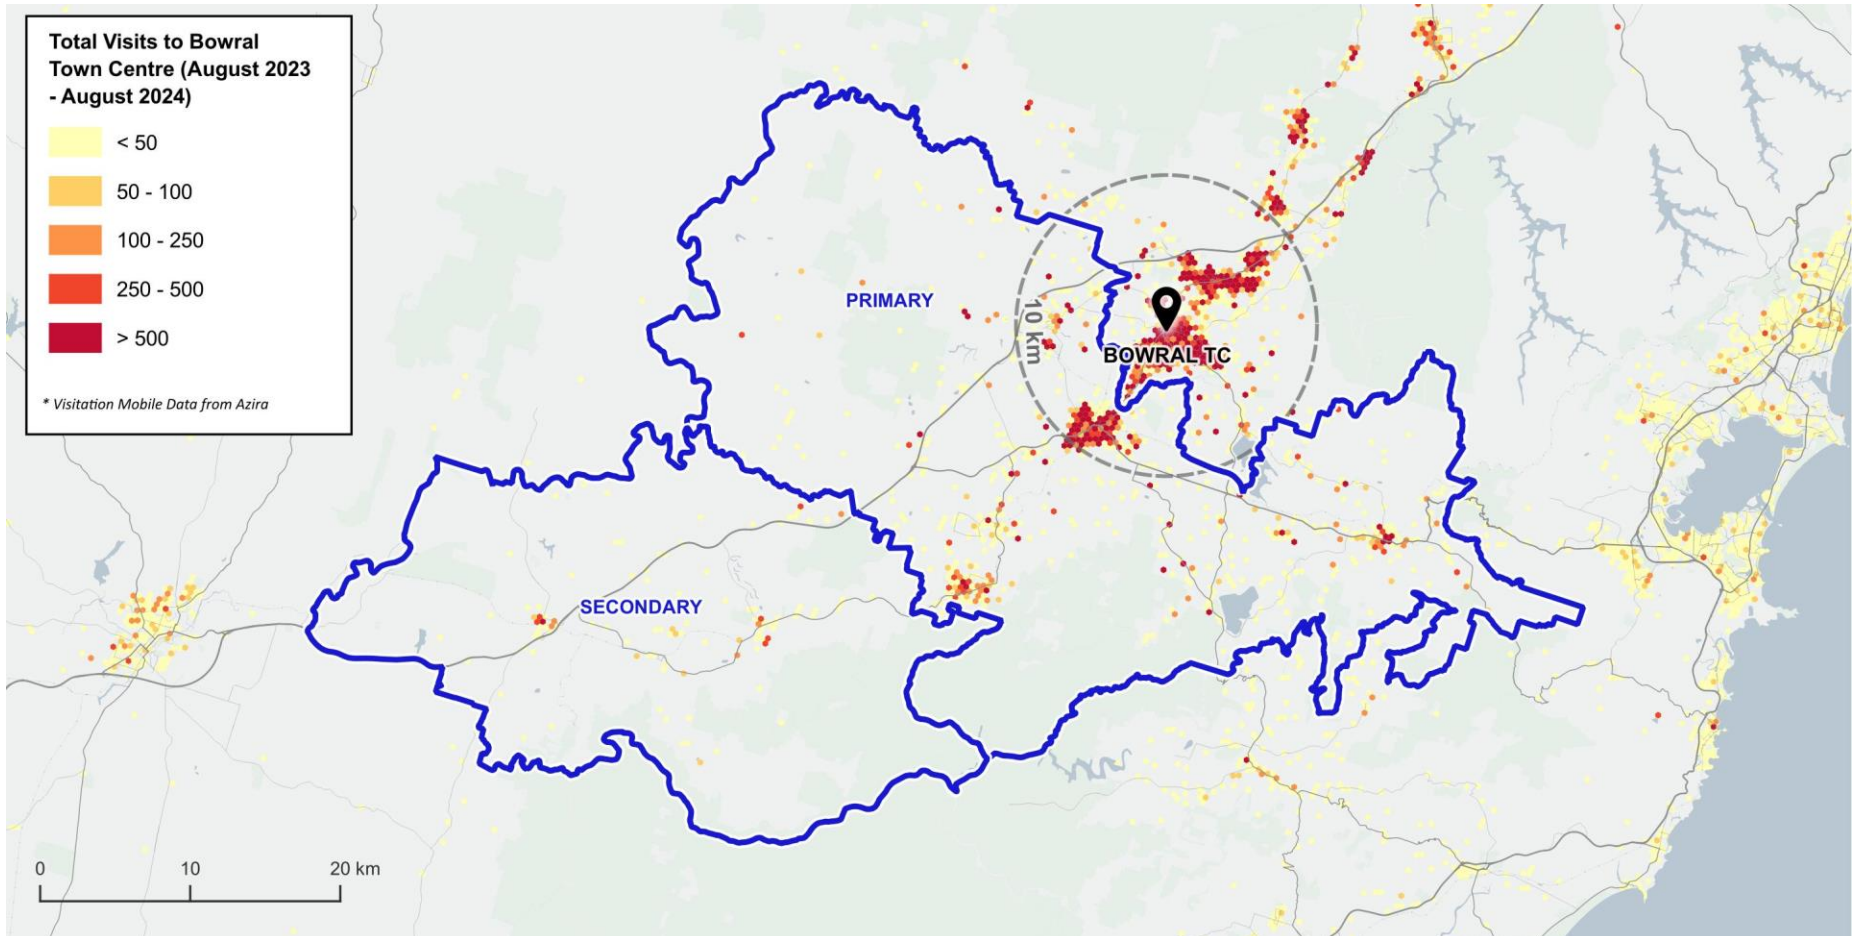 Total Visits to Bowral
Town Centre (August 2023
- August 2024)
< 50
50 - 100
100 - 250
250 - 500
> 500
* Visitation Mobile Data from Azira
PRIMARY
10 km
BOWRAL TC
SECONDARY
0 10 20 km